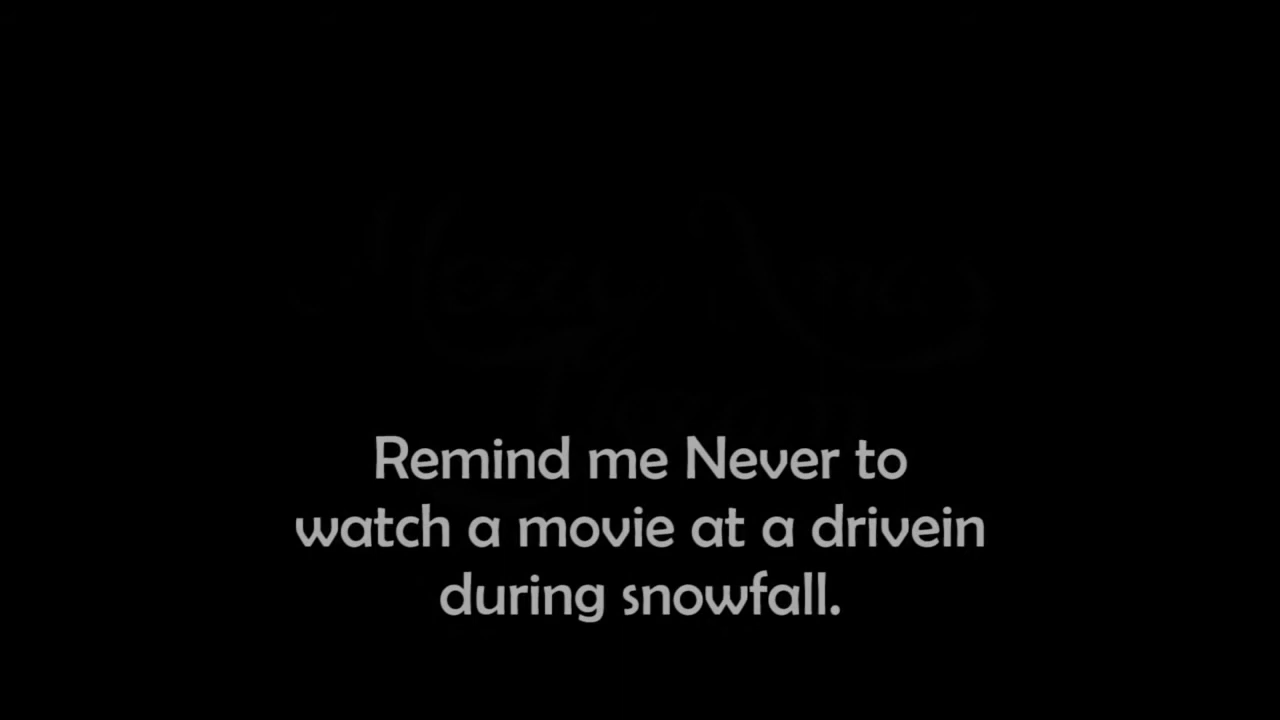 Remind me Never to
watch a movie at a drivein
during snowfall.